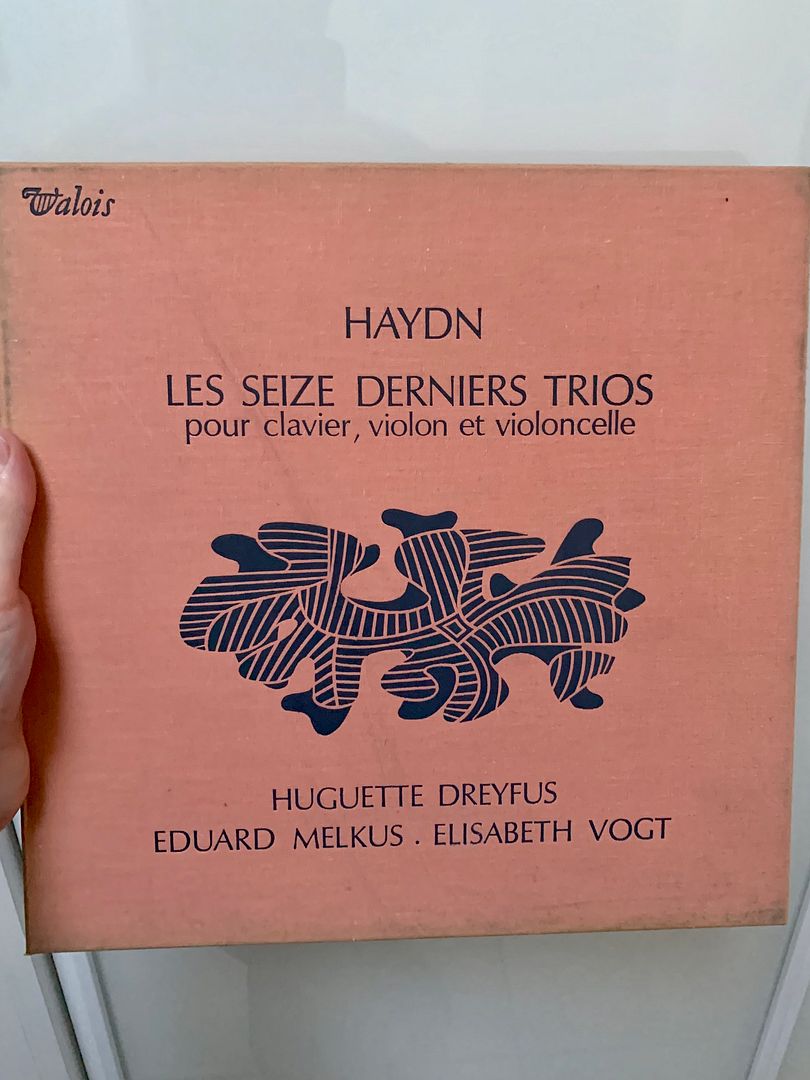 Valois
HAYDN
LES SEIZE DERNIERS TRIOS
pour clavier, violon et violoncelle
HUGUETTE DREYFUS
EDUARD MELKUS . ELISABETH VOGT